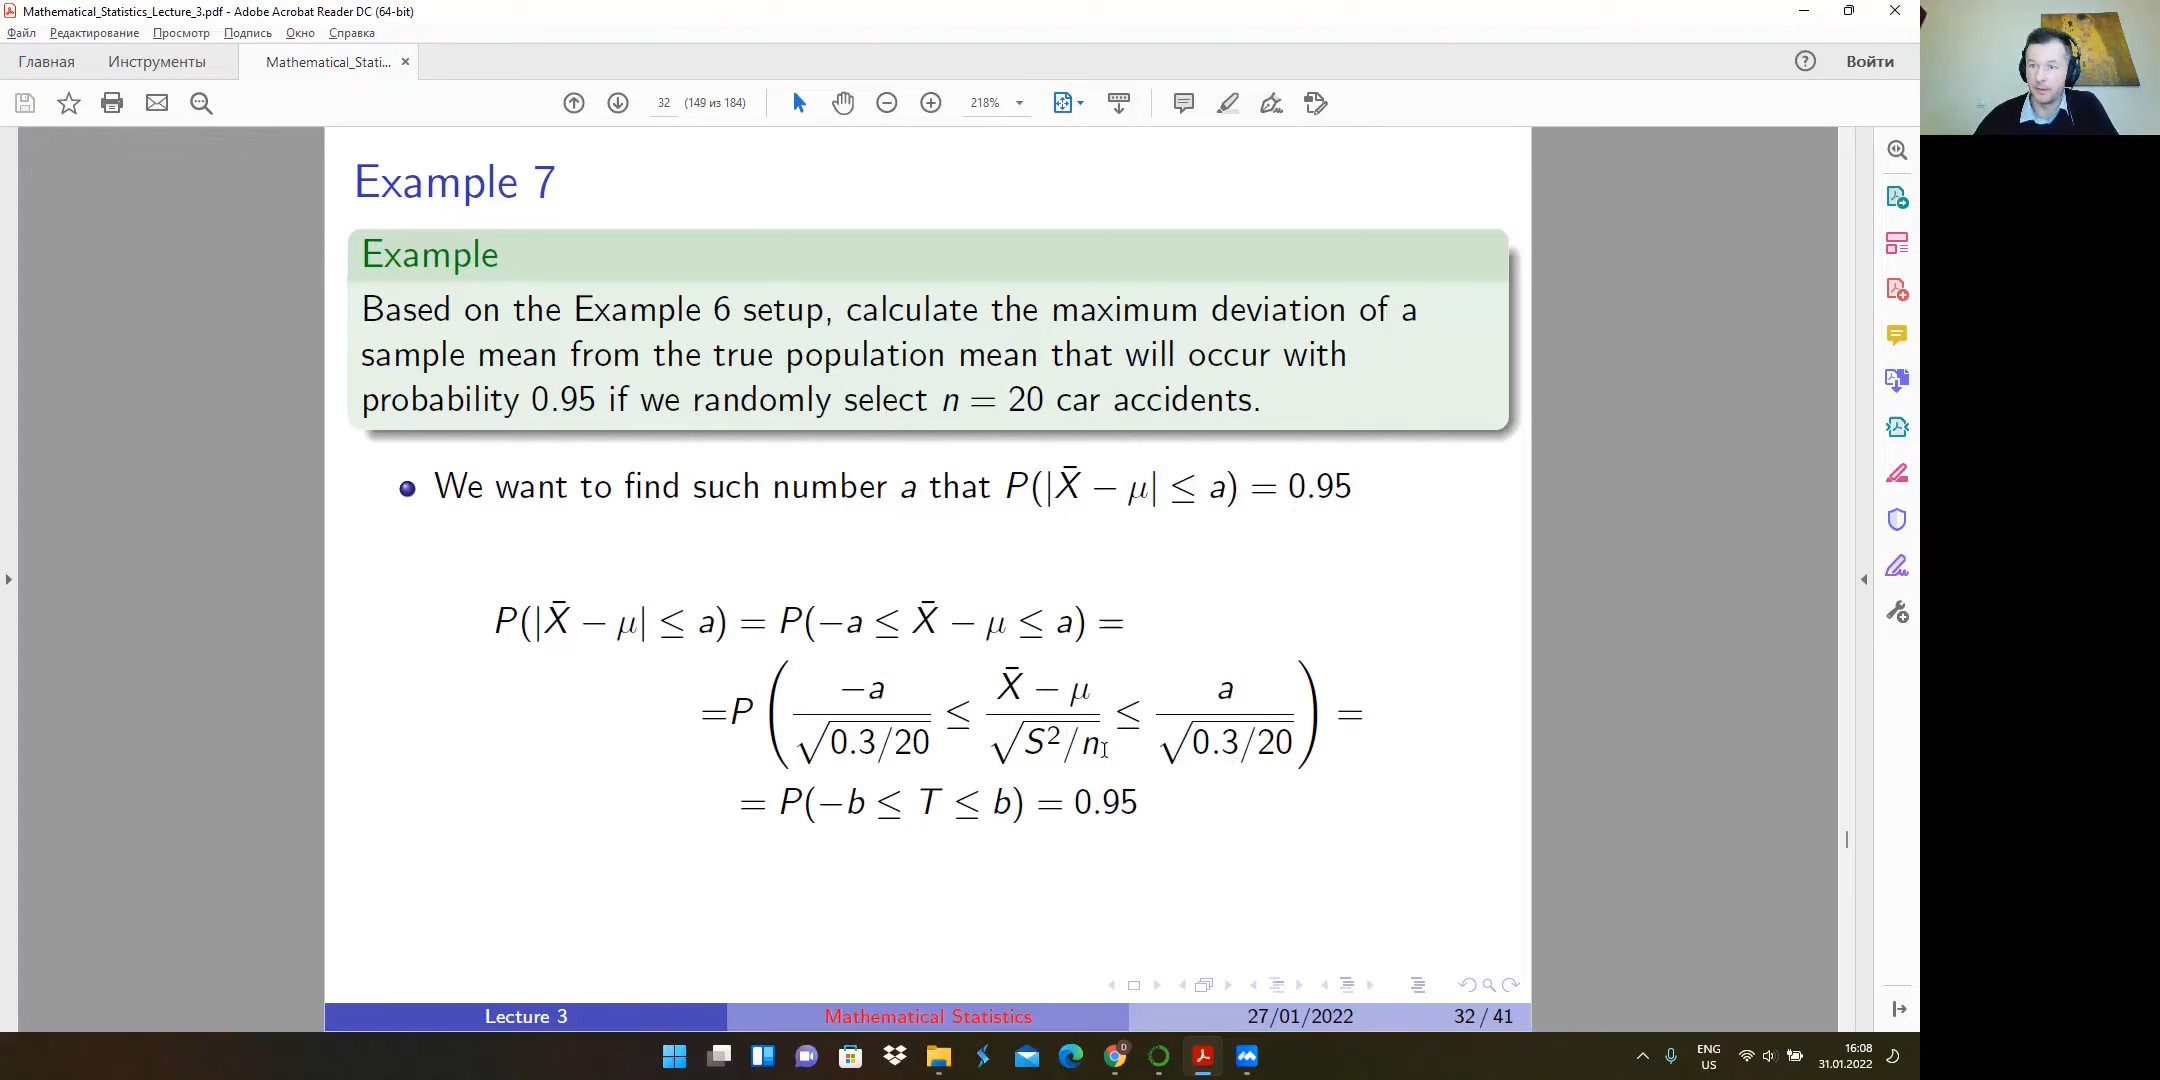 Mathematical_Statistics_Lecture_3.pdf - Adobe Acrobat Reader DC (64-bit)
Файл Редактирование Просмотр Подпись Окно Справка
Главная Инструменты Mathematical_Stati... ×
Войти
32 (149 из 184) 218%
Example 7
Example
Based on the Example 6 setup, calculate the maximum deviation of a
sample mean from the true population mean that will occur with
probability 0.95 if we randomly select n = 20 car accidents.
We want to find such number a that P(|X̄ − μ| ≤ a) = 0.95
P(|X̄ − μ| ≤ a) = P(−a ≤ X̄ − μ ≤ a) =
=P ( −a / √(0.3/20) ≤ (X̄ − μ) / √(S²/n) ≤ a / √(0.3/20) ) =
= P(−b ≤ T ≤ b) = 0.95
Lecture 3 Mathematical Statistics 27/01/2022 32 / 41
D
ENG
US
16:08
31.01.2022